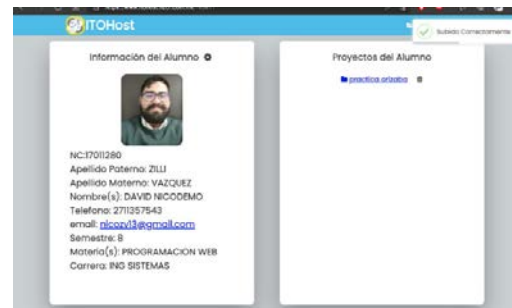 ITOHost
Subido Correctamente
Información del Alumno
NC:17011280
Apellido Paterno: ZILLI
Apellido Materno: VAZQUEZ
Nombre(s): DAVID NICODEMO
Telefono: 2711357543
email: nicozv13@gmail.com
Semestre: 8
Materia(s): PROGRAMACION WEB
Carrera: ING SISTEMAS
Proyectos del Alumno
practica orizaba